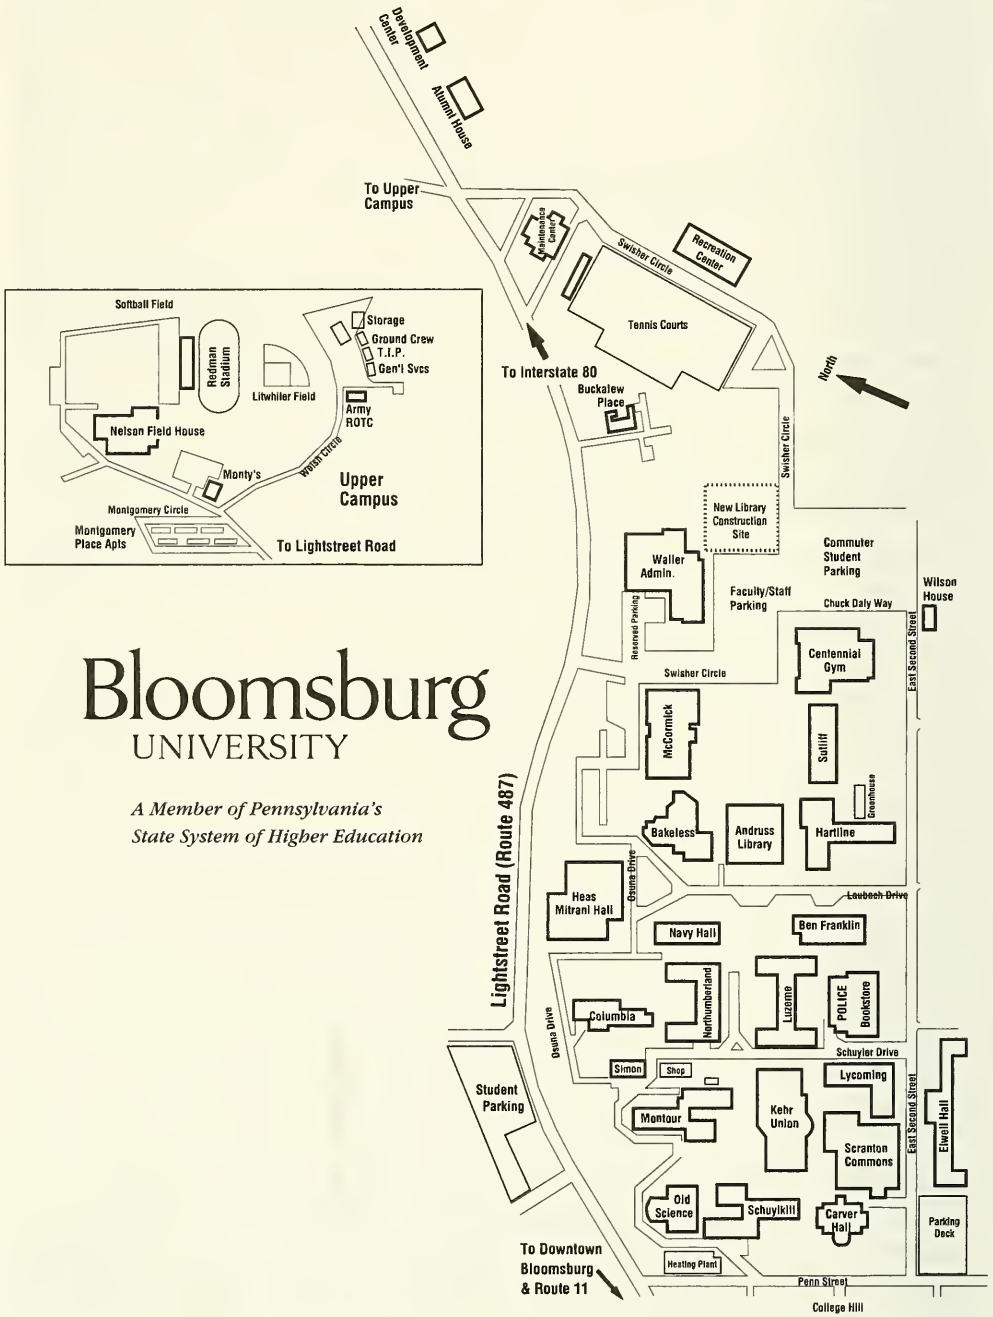 Development
Center
Alumni House
To Upper
Campus
Maintenance
Center
Swisher Circle
Recreation
Center
Tennis Courts
To Interstate 80
North
Buckalew
Place
Swisher Circle
Softball Field
Redman
Stadium
Litwhiler Field
Storage
Ground Crew
T.I.P.
Gen'l Svcs
Army
ROTC
Nelson Field House
Monty's
Welsh Circle
Upper
Campus
Montgomery Circle
Montgomery
Place Apts
To Lightstreet Road
New Library
Construction
Site
Waller
Admin.
Commuter
Student
Parking
Faculty/Staff
Parking
Reserved Parking
Chuck Daly Way
Wilson
House
East Second Street
Centennial
Gym
Swisher Circle
Bloomsburg
UNIVERSITY
A Member of Pennsylvania's
State System of Higher Education
McCormick
Sutliff
Greenhouse
Bakeless
Andruss
Library
Hartline
Lightstreet Road (Route 487)
Osuna Drive
Haas
Mitrani Hall
Laubach Drive
Navy Hall
Ben Franklin
Northumberland
Luzerne
POLICE
Bookstore
Columbia
Osuna Drive
Schuyler Drive
Simon
Shop
Lycoming
Student
Parking
Montour
Kehr
Union
East Second Street
Elwell Hall
Scranton
Commons
Old
Science
Schuylkill
Carver
Hall
Parking
Deck
To Downtown
Bloomsburg
& Route 11
Heating Plant
Penn Street
College Hill